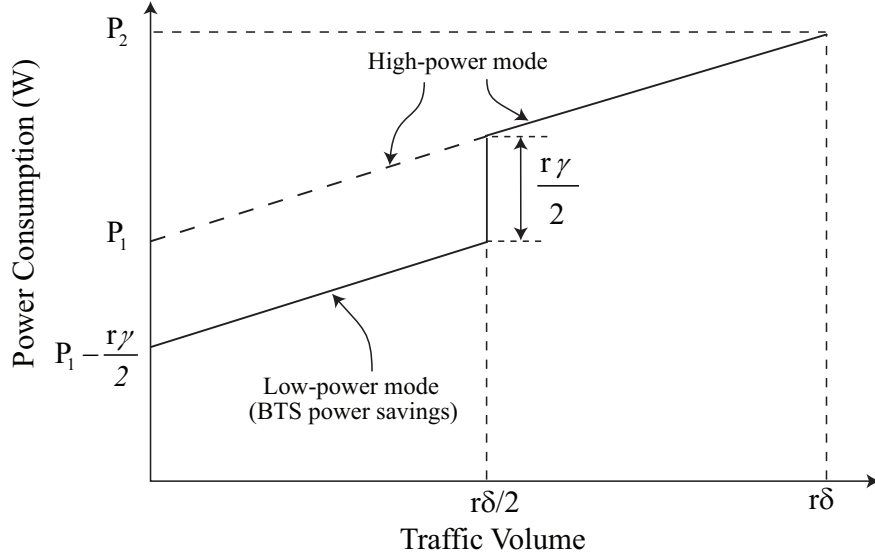 P₂
High-power mode
Power Consumption (W)
rγ/2
P₁
P₁ − rγ/2
Low-power mode
(BTS power savings)
rδ/2
rδ
Traffic Volume